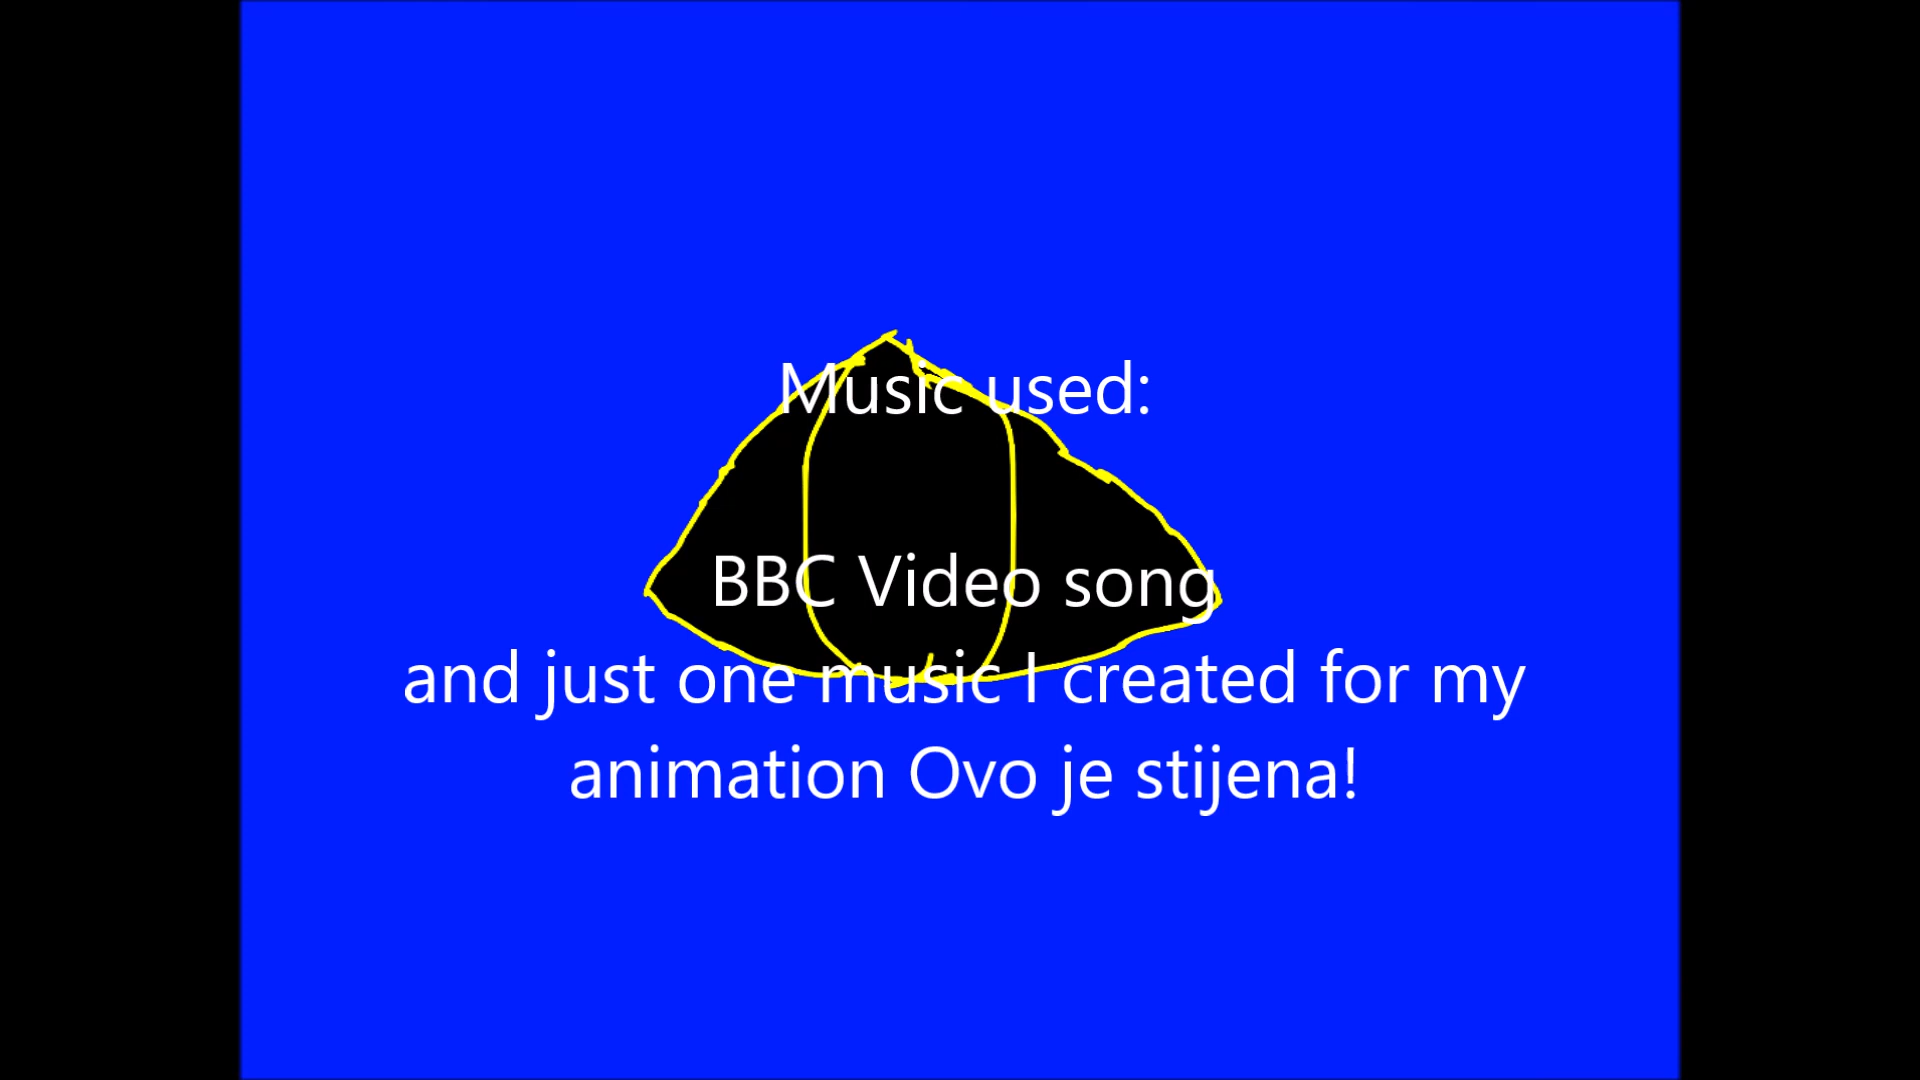 Music used:
BBC Video song
and just one music I created for my
animation Ovo je stijena!